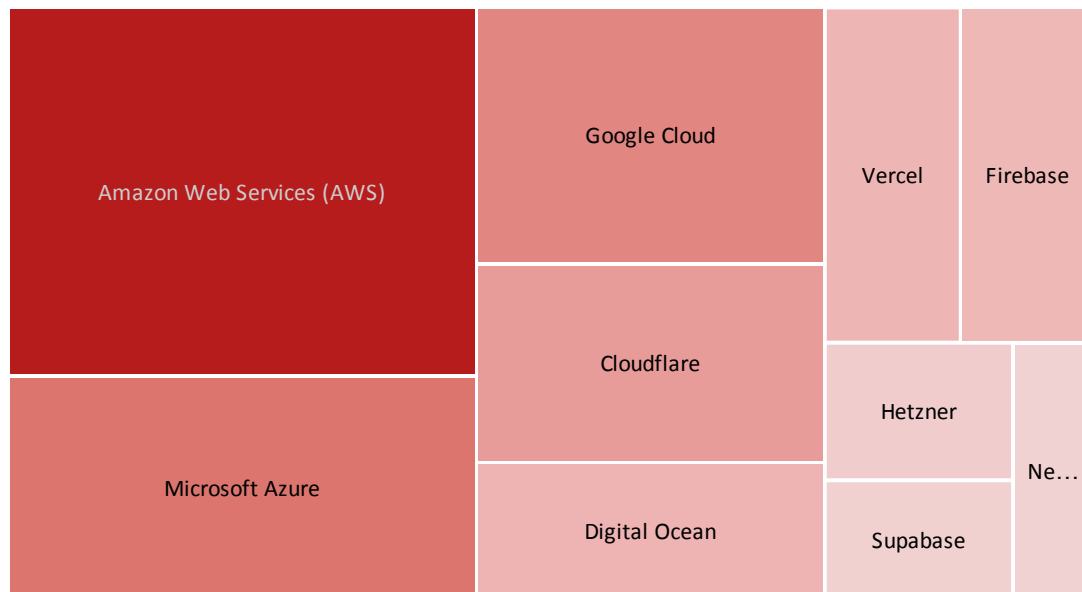 Amazon Web Services (AWS)
Microsoft Azure
Google Cloud
Cloudflare
Digital Ocean
Vercel
Firebase
Hetzner
Supabase
Ne…